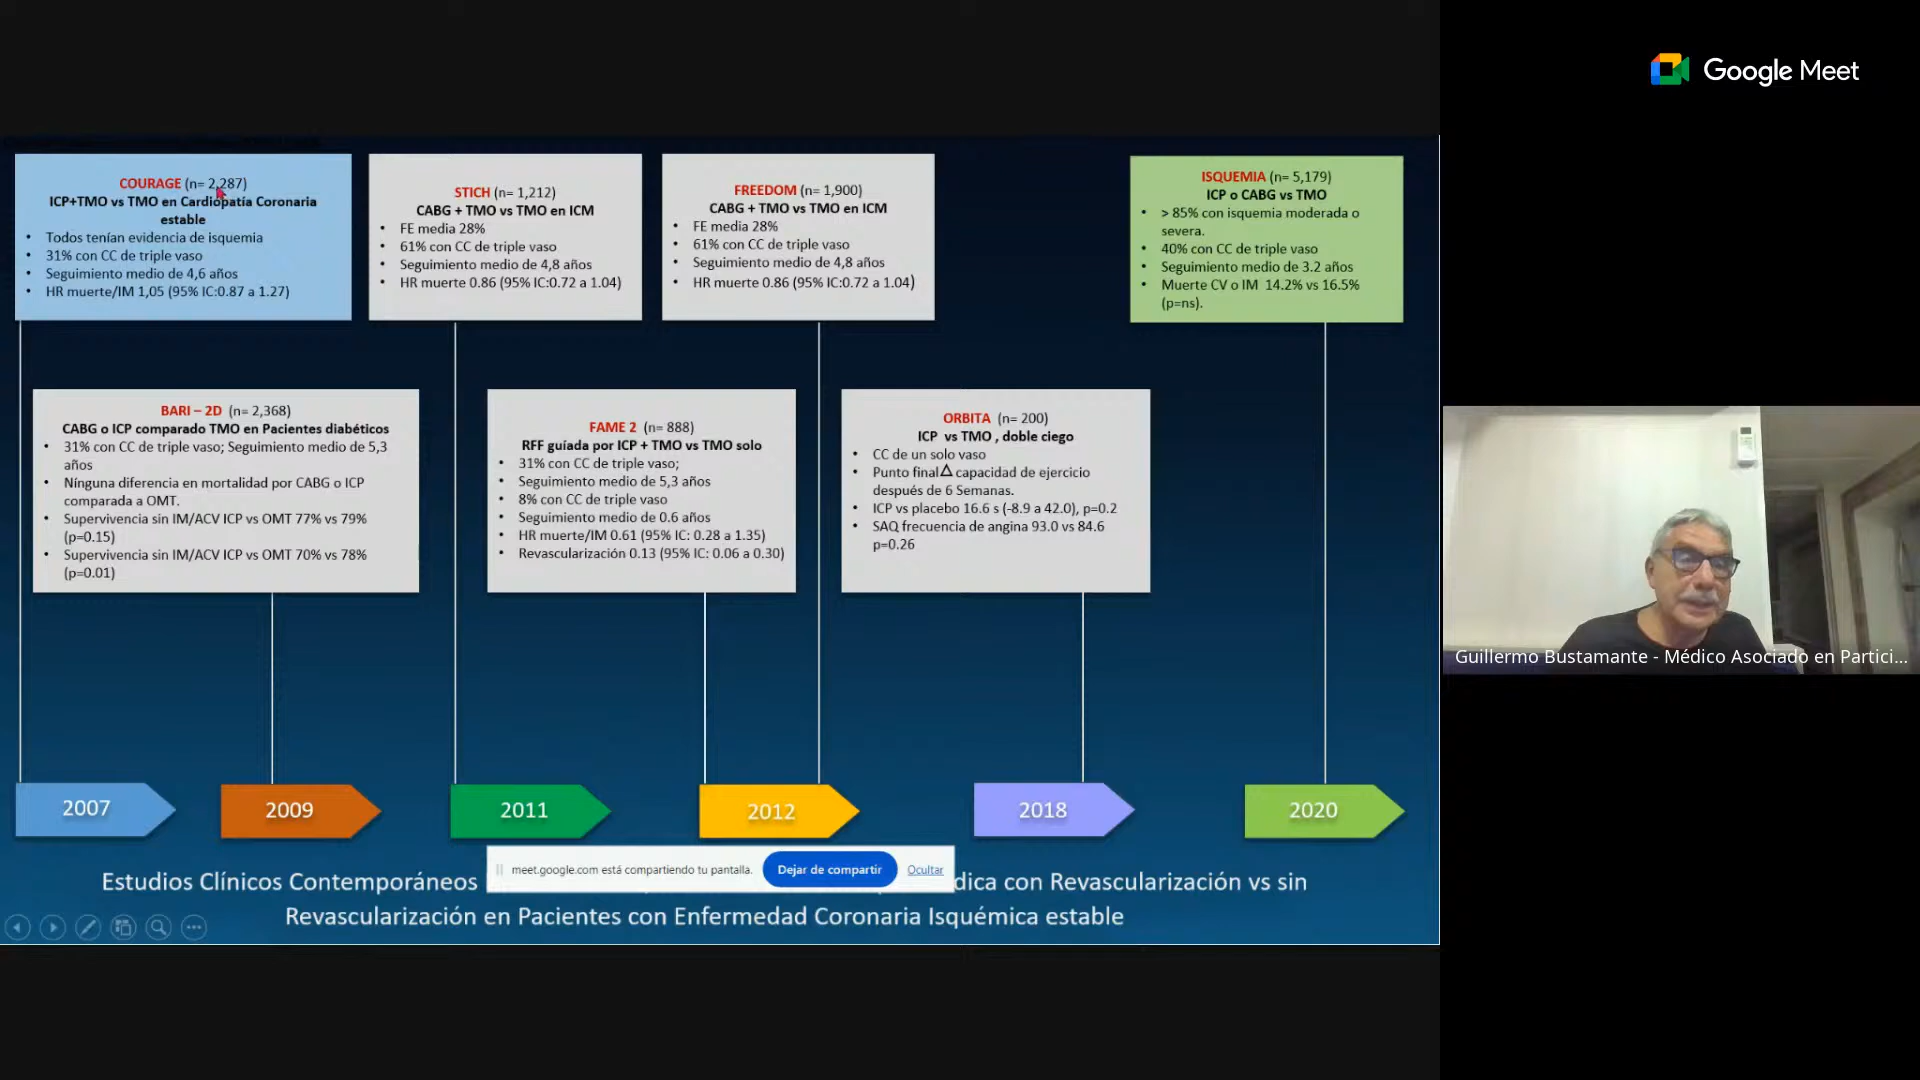 Google Meet
COURAGE (n= 2,287)
ICP+TMO vs TMO en Cardiopatía Coronaria
estable
• Todos tenían evidencia de isquemia
• 31% con CC de triple vaso
• Seguimiento medio de 4,6 años
• HR muerte/IM 1,05 (95% IC:0.87 a 1.27)
STICH (n= 1,212)
CABG + TMO vs TMO en ICM
• FE media 28%
• 61% con CC de triple vaso
• Seguimiento medio de 4,8 años
• HR muerte 0.86 (95% IC:0.72 a 1.04)
FREEDOM (n= 1,900)
CABG + TMO vs TMO en ICM
• FE media 28%
• 61% con CC de triple vaso
• Seguimiento medio de 4,8 años
• HR muerte 0.86 (95% IC:0.72 a 1.04)
ISQUEMIA (n= 5,179)
ICP o CABG vs TMO
• > 85% con isquemia moderada o
severa.
• 40% con CC de triple vaso
• Seguimiento medio de 3.2 años
• Muerte CV o IM 14.2% vs 16.5%
(p=ns).
BARI – 2D (n= 2,368)
CABG o ICP comparado TMO en Pacientes diabéticos
• 31% con CC de triple vaso; Seguimiento medio de 5,3
años
• Nínguna diferencia en mortalidad por CABG o ICP
comparada a OMT.
• Supervivencia sin IM/ACV ICP vs OMT 77% vs 79%
(p=0.15)
• Supervivencia sin IM/ACV ICP vs OMT 70% vs 78%
(p=0.01)
FAME 2 (n= 888)
RFF guíada por ICP + TMO vs TMO solo
• 31% con CC de triple vaso;
• Seguimiento medio de 5,3 años
• 8% con CC de triple vaso
• Seguimiento medio de 0.6 años
• HR muerte/IM 0.61 (95% IC: 0.28 a 1.35)
• Revascularización 0.13 (95% IC: 0.06 a 0.30)
ORBITA (n= 200)
ICP vs TMO , doble ciego
• CC de un solo vaso
• Punto final Δ capacidad de ejercicio
después de 6 Semanas.
• ICP vs placebo 16.6 s (-8.9 a 42.0), p=0.2
• SAQ frecuencia de angina 93.0 vs 84.6
p=0.26
Guillermo Bustamante - Médico Asociado en Partici...
2007
2009
2011
2012
2018
2020
meet.google.com está compartiendo tu pantalla.
Dejar de compartir
Ocultar
Estudios Clínicos Contemporáneos dica con Revascularización vs sin
Revascularización en Pacientes con Enfermedad Coronaria Isquémica estable